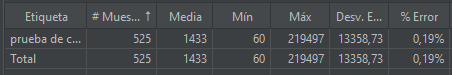 Etiqueta # Mues... ↑ Media Mín Máx Desv. E... % Error
prueba de c... 525 1433 60 219497 13358,73 0,19%
Total 525 1433 60 219497 13358,73 0,19%